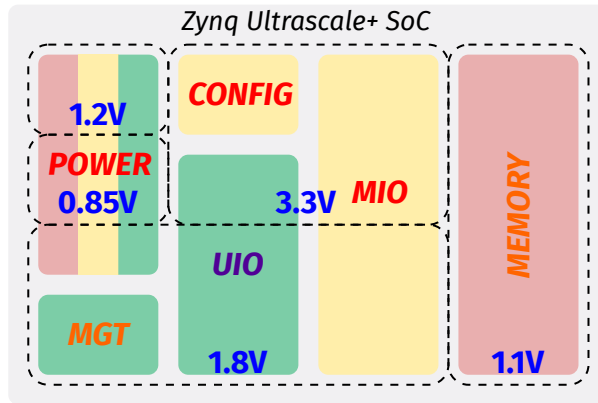 Zynq Ultrascale+ SoC
1.2V
CONFIG
POWER
0.85V
3.3V
MIO
MEMORY
UIO
MGT
1.8V
1.1V